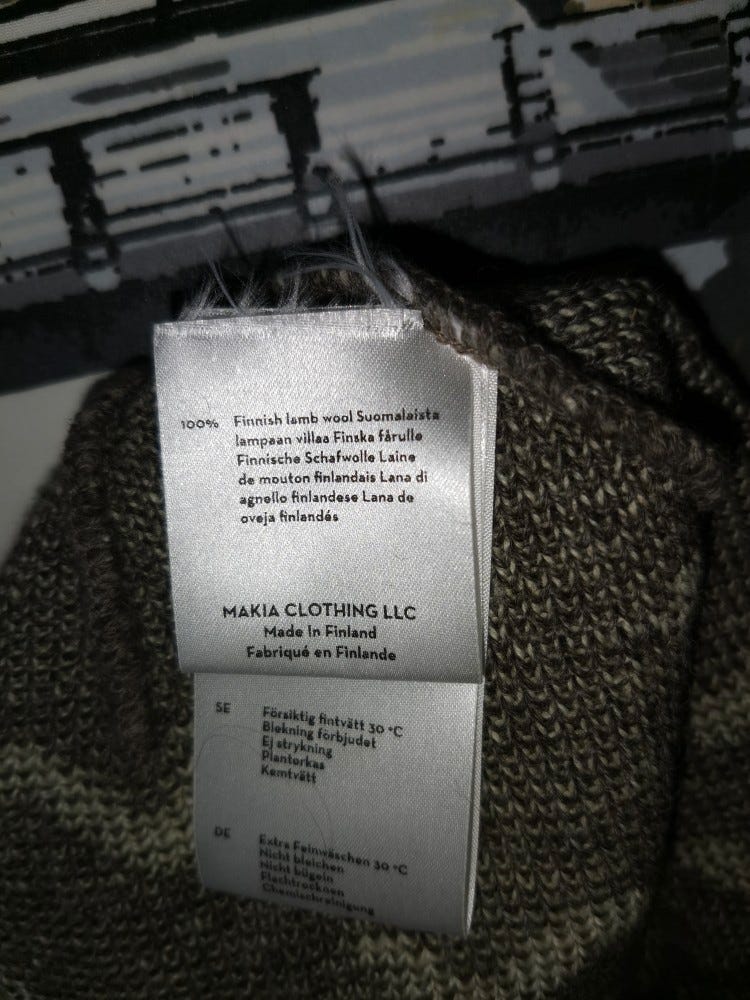 100% Finnish lamb wool Suomalaista
lampaan villaa Finska fårulle
Finnische Schafwolle Laine
de mouton finlandais Lana di
agnello finlandese Lana de
oveja finlandés
MAKIA CLOTHING LLC
Made In Finland
Fabriqué en Finlande
SE Försiktig fintvätt 30 °C
Blekning förbjudet
Ej strykning
Plantorkas
Kemtvätt
DE Extra Feinwäschen 30 °C
Nicht bleichen
Nicht bügeln
Flachtrocknen
Chemischreinigung